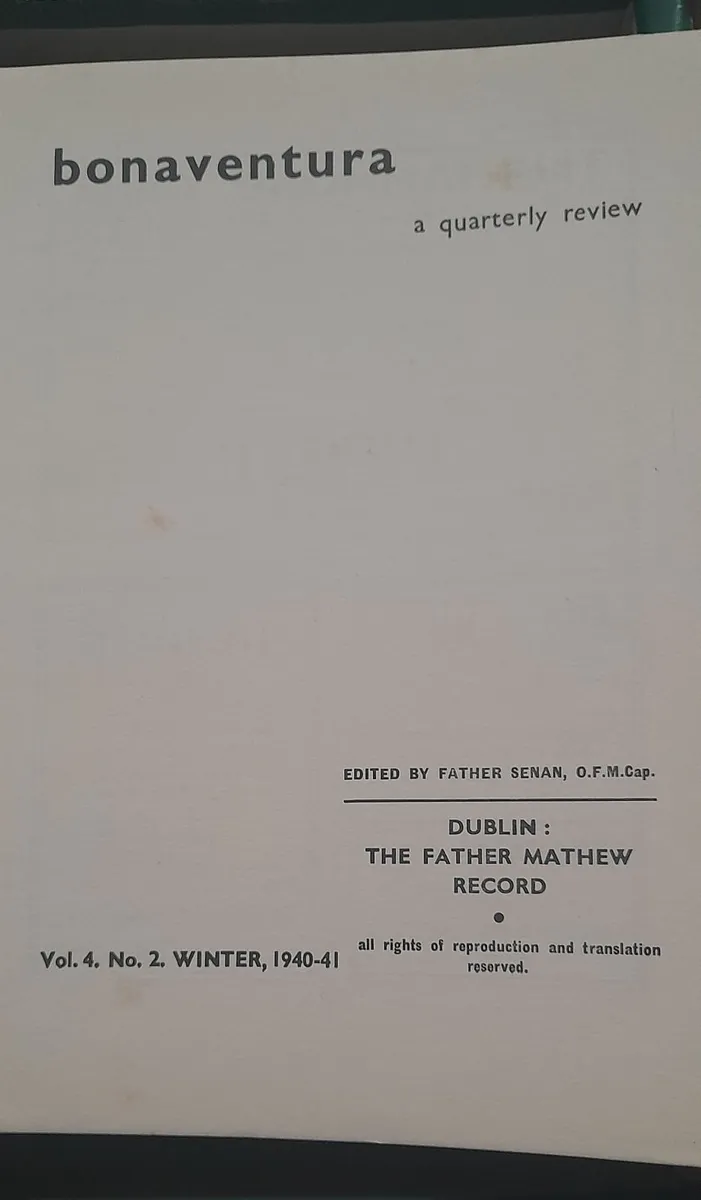 bonaventura
a quarterly review
EDITED BY FATHER SENAN, O.F.M.Cap.
DUBLIN :
THE FATHER MATHEW
RECORD
all rights of reproduction and translation
reserved.
Vol. 4. No. 2. WINTER, 1940-41